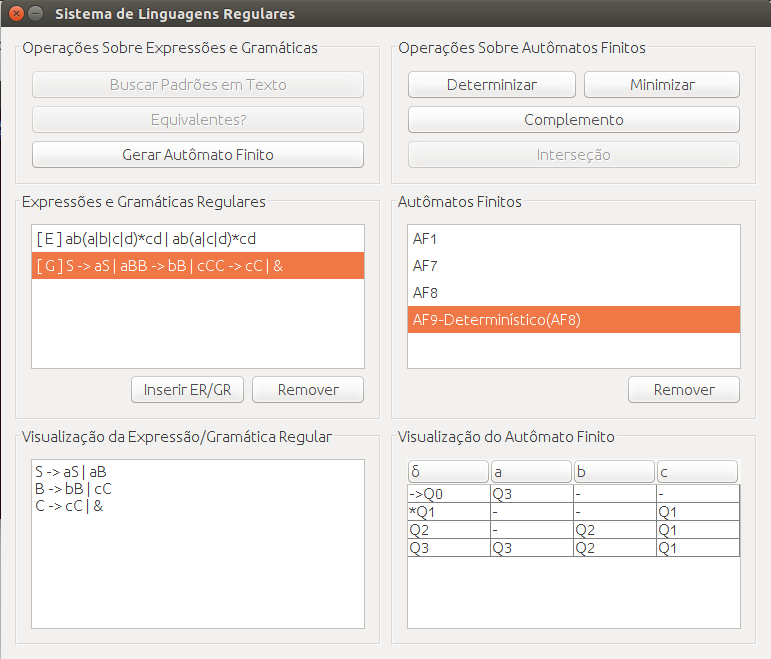 Sistema de Linguagens Regulares
Operações Sobre Expressões e Gramáticas
Buscar Padrões em Texto
Equivalentes?
Gerar Autômato Finito
Operações Sobre Autômatos Finitos
Determinizar Minimizar
Complemento
Interseção
Expressões e Gramáticas Regulares
[ E ] ab(a|b|c|d)*cd | ab(a|c|d)*cd
[ G ] S -> aS | aBB -> bB | cCC -> cC | &
Inserir ER/GR Remover
Autômatos Finitos
AF1
AF7
AF8
AF9-Determinístico(AF8)
Remover
Visualização da Expressão/Gramática Regular
S -> aS | aB
B -> bB | cC
C -> cC | &
Visualização do Autômato Finito
δ a b c
->Q0 Q3 - -
*Q1 - - Q1
Q2 - Q2 Q1
Q3 Q3 Q2 Q1